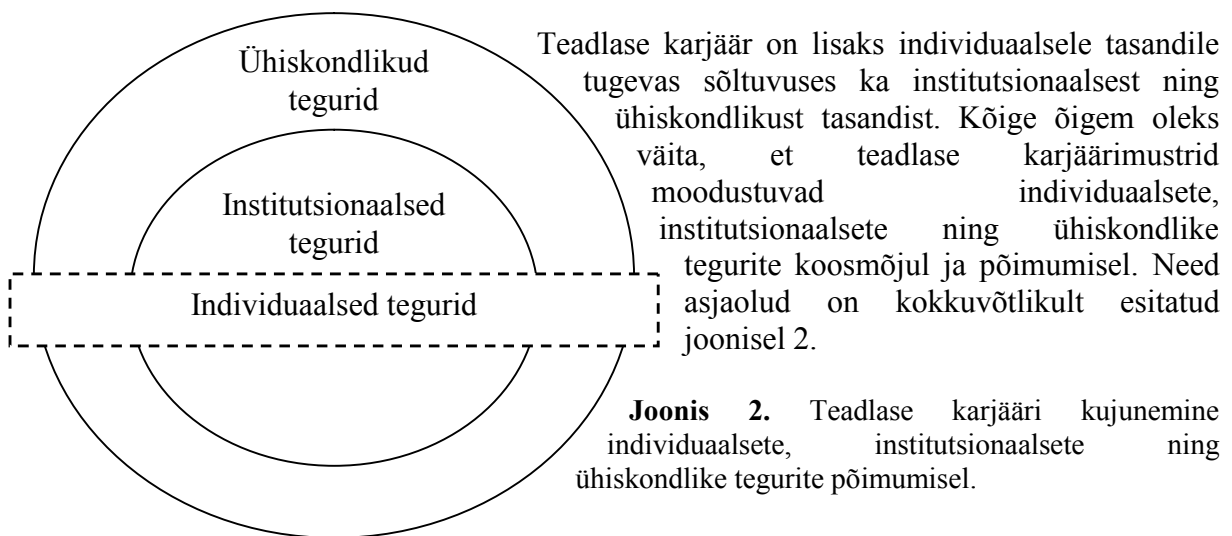 Ühiskondlikud
tegurid
Institutsionaalsed
tegurid
Individuaalsed tegurid
Teadlase karjäär on lisaks individuaalsele tasandile
tugevas sõltuvuses ka institutsionaalsest ning
ühiskondlikust tasandist. Kõige õigem oleks
väita, et teadlase karjäärimustrid
moodustuvad individuaalsete,
institutsionaalsete ning ühiskondlike
tegurite koosmõjul ja põimumisel. Need
asjaolud on kokkuvõtlikult esitatud
joonisel 2.
Joonis 2. Teadlase karjääri kujunemine
individuaalsete, institutsionaalsete ning
ühiskondlike tegurite põimumisel.